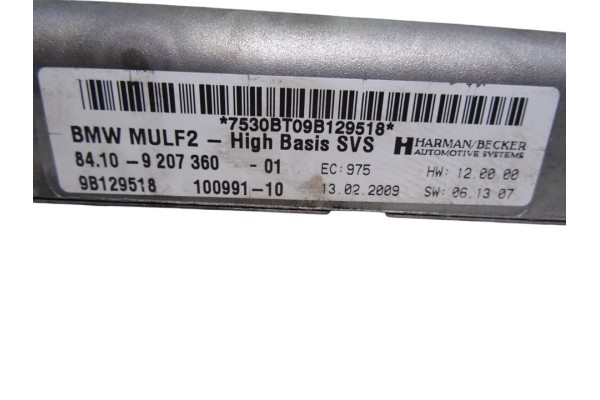 *7530BT09B129518*
BMW MULF2 - High Basis SVS HARMAN/BECKER
AUTOMOTIVE SYSTEMS
84.10-9 207 360 -01 EC: 975 HW: 12.00.00
9B129518 100991-10 13.02.2009 SW: 06.13.07